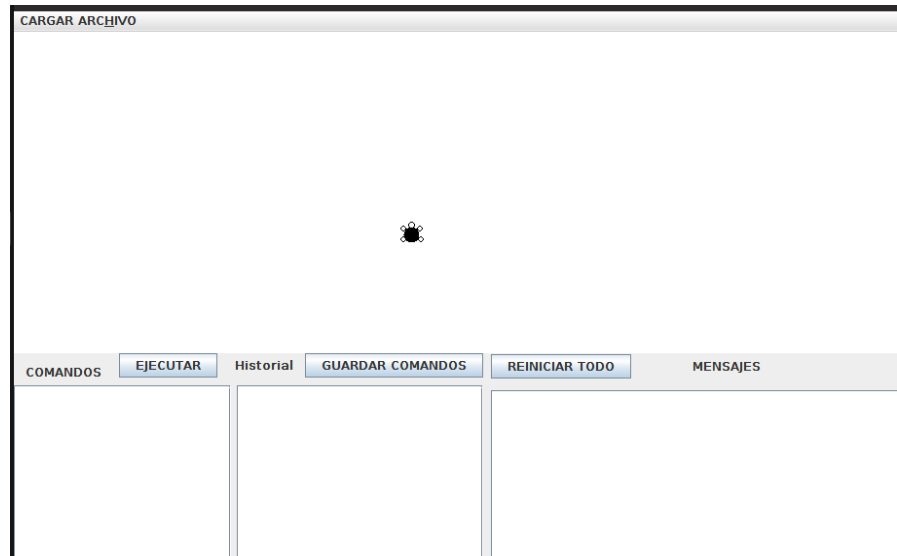 CARGAR ARCHIVO
COMANDOS
EJECUTAR
Historial
GUARDAR COMANDOS
REINICIAR TODO
MENSAJES